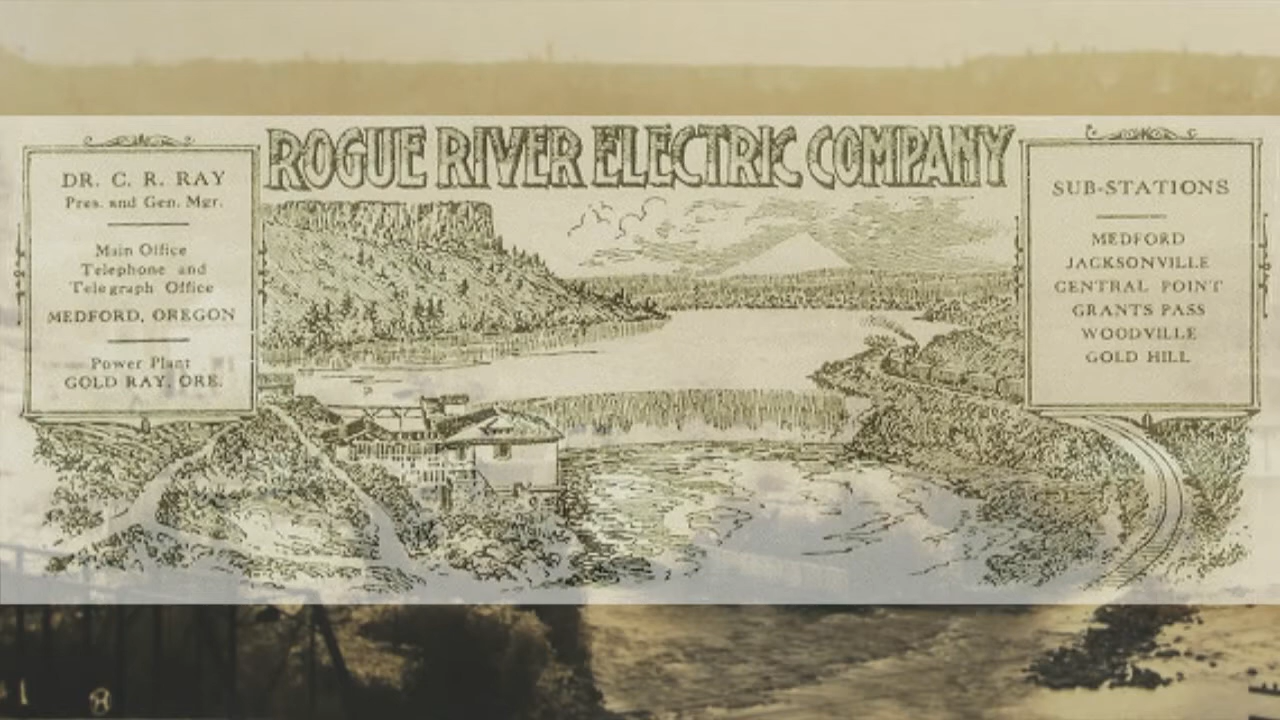 ROGUE RIVER ELECTRIC COMPANY
DR. C. R. RAY
Pres. and Gen. Mgr.
Main Office
Telephone and
Telegraph Office
MEDFORD, OREGON
Power Plant
GOLD RAY, ORE.
SUB-STATIONS
MEDFORD
JACKSONVILLE
CENTRAL POINT
GRANTS PASS
WOODVILLE
GOLD HILL